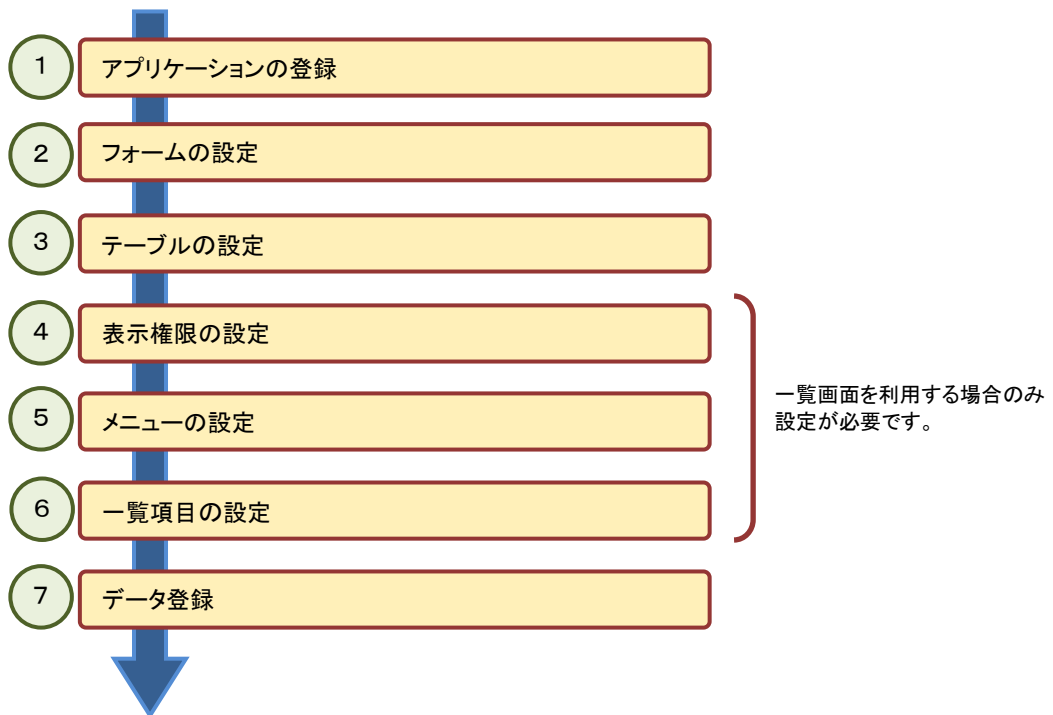 1
アプリケーションの登録
2
フォームの設定
3
テーブルの設定
4
表示権限の設定
5
メニューの設定
6
一覧項目の設定
7
データ登録
一覧画面を利用する場合のみ
設定が必要です。